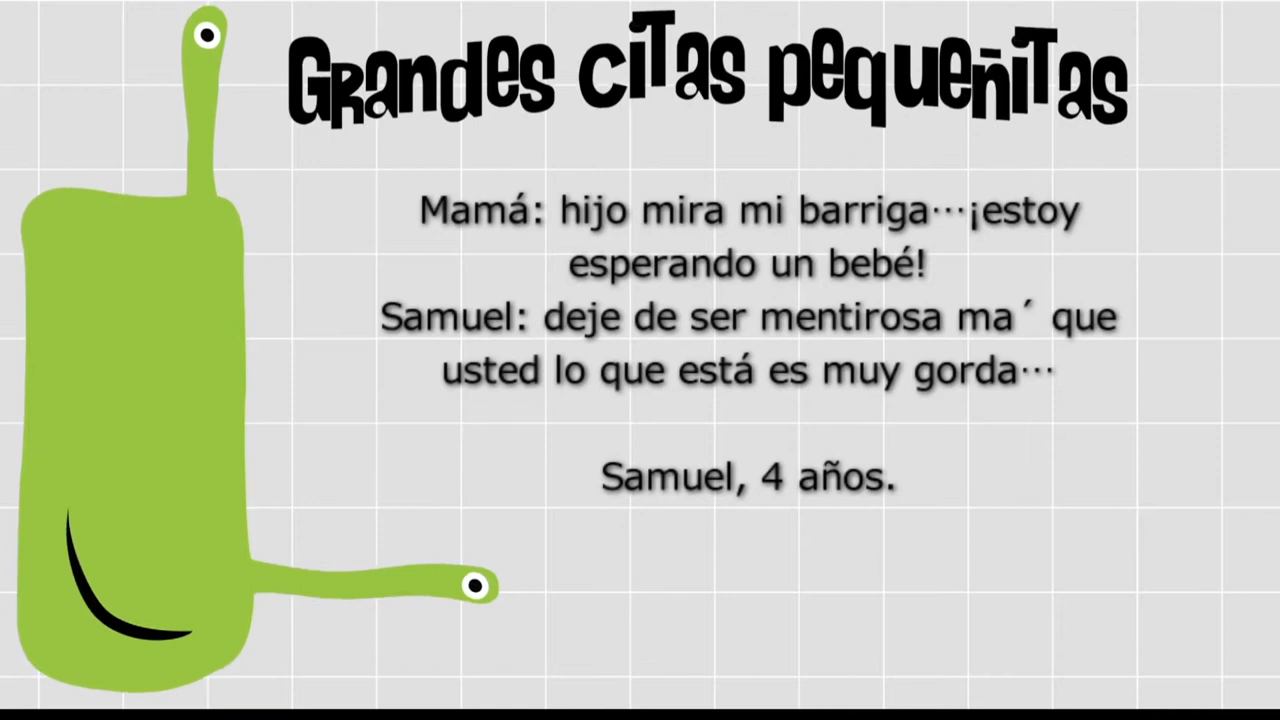 Grandes citas pequeñitas
Mamá: hijo mira mi barriga…¡estoy
esperando un bebé!
Samuel: deje de ser mentirosa ma´ que
usted lo que está es muy gorda…
Samuel, 4 años.